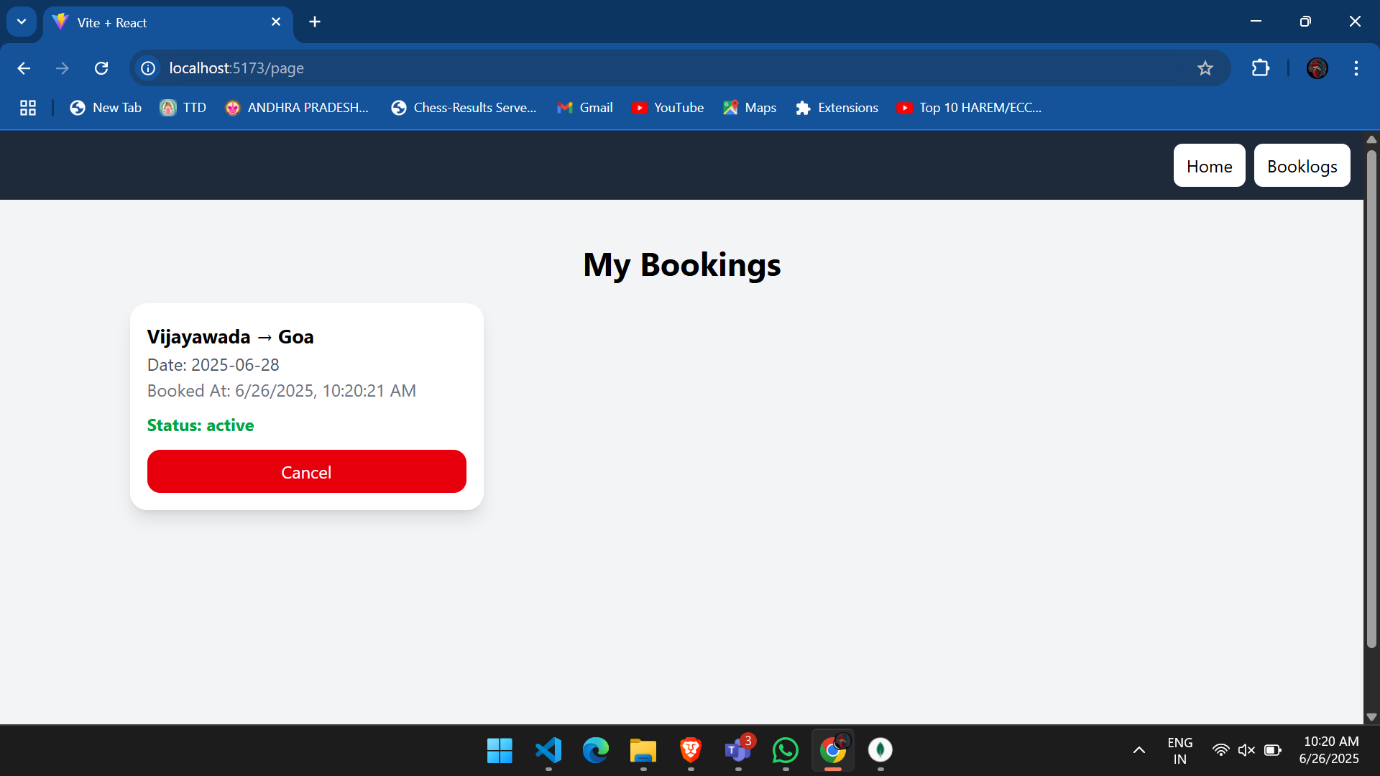 Vite + React
localhost:5173/page
New Tab TTD ANDHRA PRADESH... Chess-Results Serve... Gmail YouTube Maps Extensions Top 10 HAREM/ECC...
Home Booklogs
My Bookings
Vijayawada → Goa
Date: 2025-06-28
Booked At: 6/26/2025, 10:20:21 AM
Status: active
Cancel
T 3
ENG 10:20 AM
IN 6/26/2025